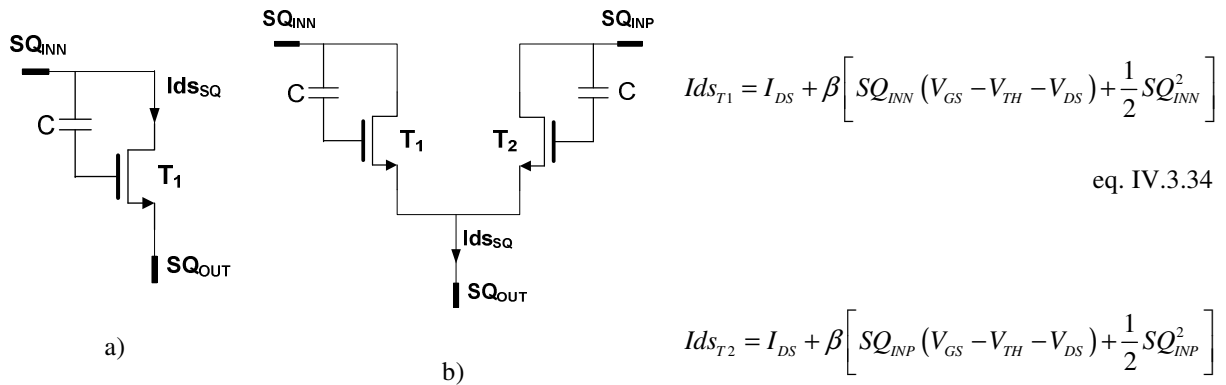 SQINN
IdsSQ
C
T1
SQOUT
a)
SQINN
SQINP
C
C
T1
T2
IdsSQ
SQOUT
b)
Ids_{T1} = I_{DS} + β[SQ_{INN}(V_{GS} − V_{TH} − V_{DS}) + 1/2 SQ_{INN}^2]
eq. IV.3.34
Ids_{T2} = I_{DS} + β[SQ_{INP}(V_{GS} − V_{TH} − V_{DS}) + 1/2 SQ_{INP}^2]